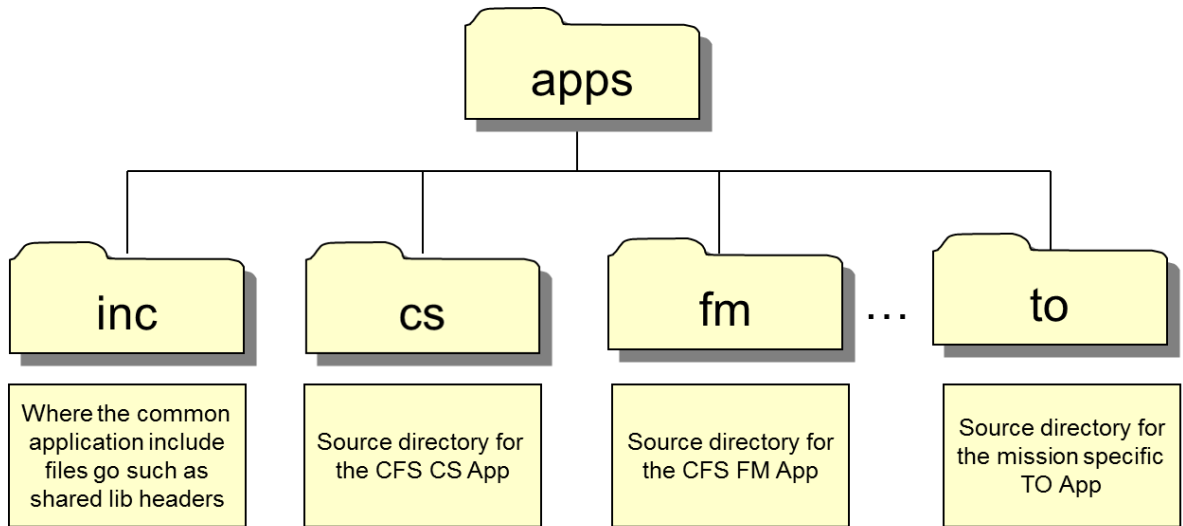 apps
inc
cs
fm
...
to
Where the common
application include
files go such as
shared lib headers
Source directory for
the CFS CS App
Source directory for
the CFS FM App
Source directory for
the mission specific
TO App